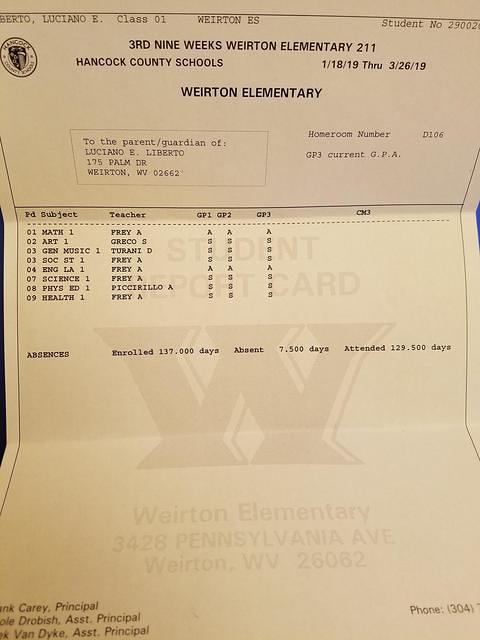 BERTO, LUCIANO E. Class 01 WEIRTON ES Student No 29002
3RD NINE WEEKS WEIRTON ELEMENTARY 211
HANCOCK COUNTY SCHOOLS 1/18/19 Thru 3/26/19
WEIRTON ELEMENTARY
To the parent/guardian of:
LUCIANO E. LIBERTO
175 PALM DR
WEIRTON, WV 02662
Homeroom Number D106
GP3 current G.P.A.
Pd Subject Teacher GP1 GP2 GP3 CM3
01 MATH 1 FREY A A A A
02 ART 1 GRECO S S S S
03 GEN MUSIC 1 TURANI D S S S
03 SOC ST 1 FREY A S S S
04 ENG LA 1 FREY A A A A
07 SCIENCE 1 FREY A S S S
08 PHYS ED 1 PICCIRILLO A S S S
09 HEALTH 1 FREY A S S S
STUDENT
REPORT CARD
ABSENCES Enrolled 137.000 days Absent 7.500 days Attended 129.500 days
W
Weirton Elementary
3428 PENNSYLVANIA AVE
Weirton, WV 26062
ank Carey, Principal
ole Drobish, Asst. Principal
ek Van Dyke, Asst. Principal
Phone: (304) 7